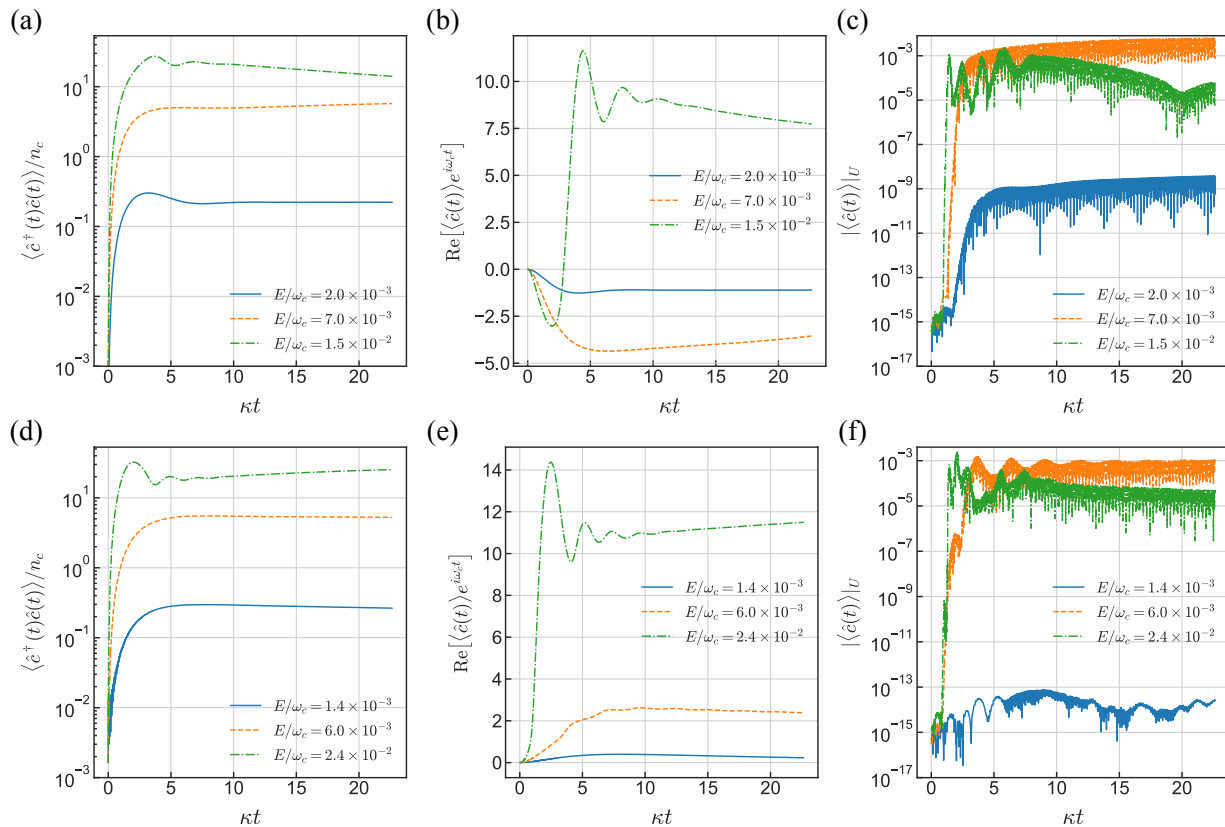 (a)
⟨ĉ†(t)ĉ(t)⟩/n_c
10^1
10^0
10^−1
10^−2
10^−3
E/ω_c = 2.0 × 10^−3
E/ω_c = 7.0 × 10^−3
E/ω_c = 1.5 × 10^−2
0 5 10 15 20
κt
(b)
Re[⟨ĉ(t)⟩e^{iω_c t}]
10.0
7.5
5.0
2.5
0.0
−2.5
−5.0
E/ω_c = 2.0 × 10^−3
E/ω_c = 7.0 × 10^−3
E/ω_c = 1.5 × 10^−2
0 5 10 15 20
κt
(c)
|⟨ĉ(t)⟩|_U
10^−3
10^−5
10^−7
10^−9
10^−11
10^−13
10^−15
10^−17
E/ω_c = 2.0 × 10^−3
E/ω_c = 7.0 × 10^−3
E/ω_c = 1.5 × 10^−2
0 5 10 15 20
κt
(d)
⟨ĉ†(t)ĉ(t)⟩/n_c
10^1
10^0
10^−1
10^−2
10^−3
E/ω_c = 1.4 × 10^−3
E/ω_c = 6.0 × 10^−3
E/ω_c = 2.4 × 10^−2
0 5 10 15 20
κt
(e)
Re[⟨ĉ(t)⟩e^{iω_c t}]
14
12
10
8
6
4
2
0
E/ω_c = 1.4 × 10^−3
E/ω_c = 6.0 × 10^−3
E/ω_c = 2.4 × 10^−2
0 5 10 15 20
κt
(f)
|⟨ĉ(t)⟩|_U
10^−3
10^−5
10^−7
10^−9
10^−11
10^−13
10^−15
10^−17
E/ω_c = 1.4 × 10^−3
E/ω_c = 6.0 × 10^−3
E/ω_c = 2.4 × 10^−2
0 5 10 15 20
κt